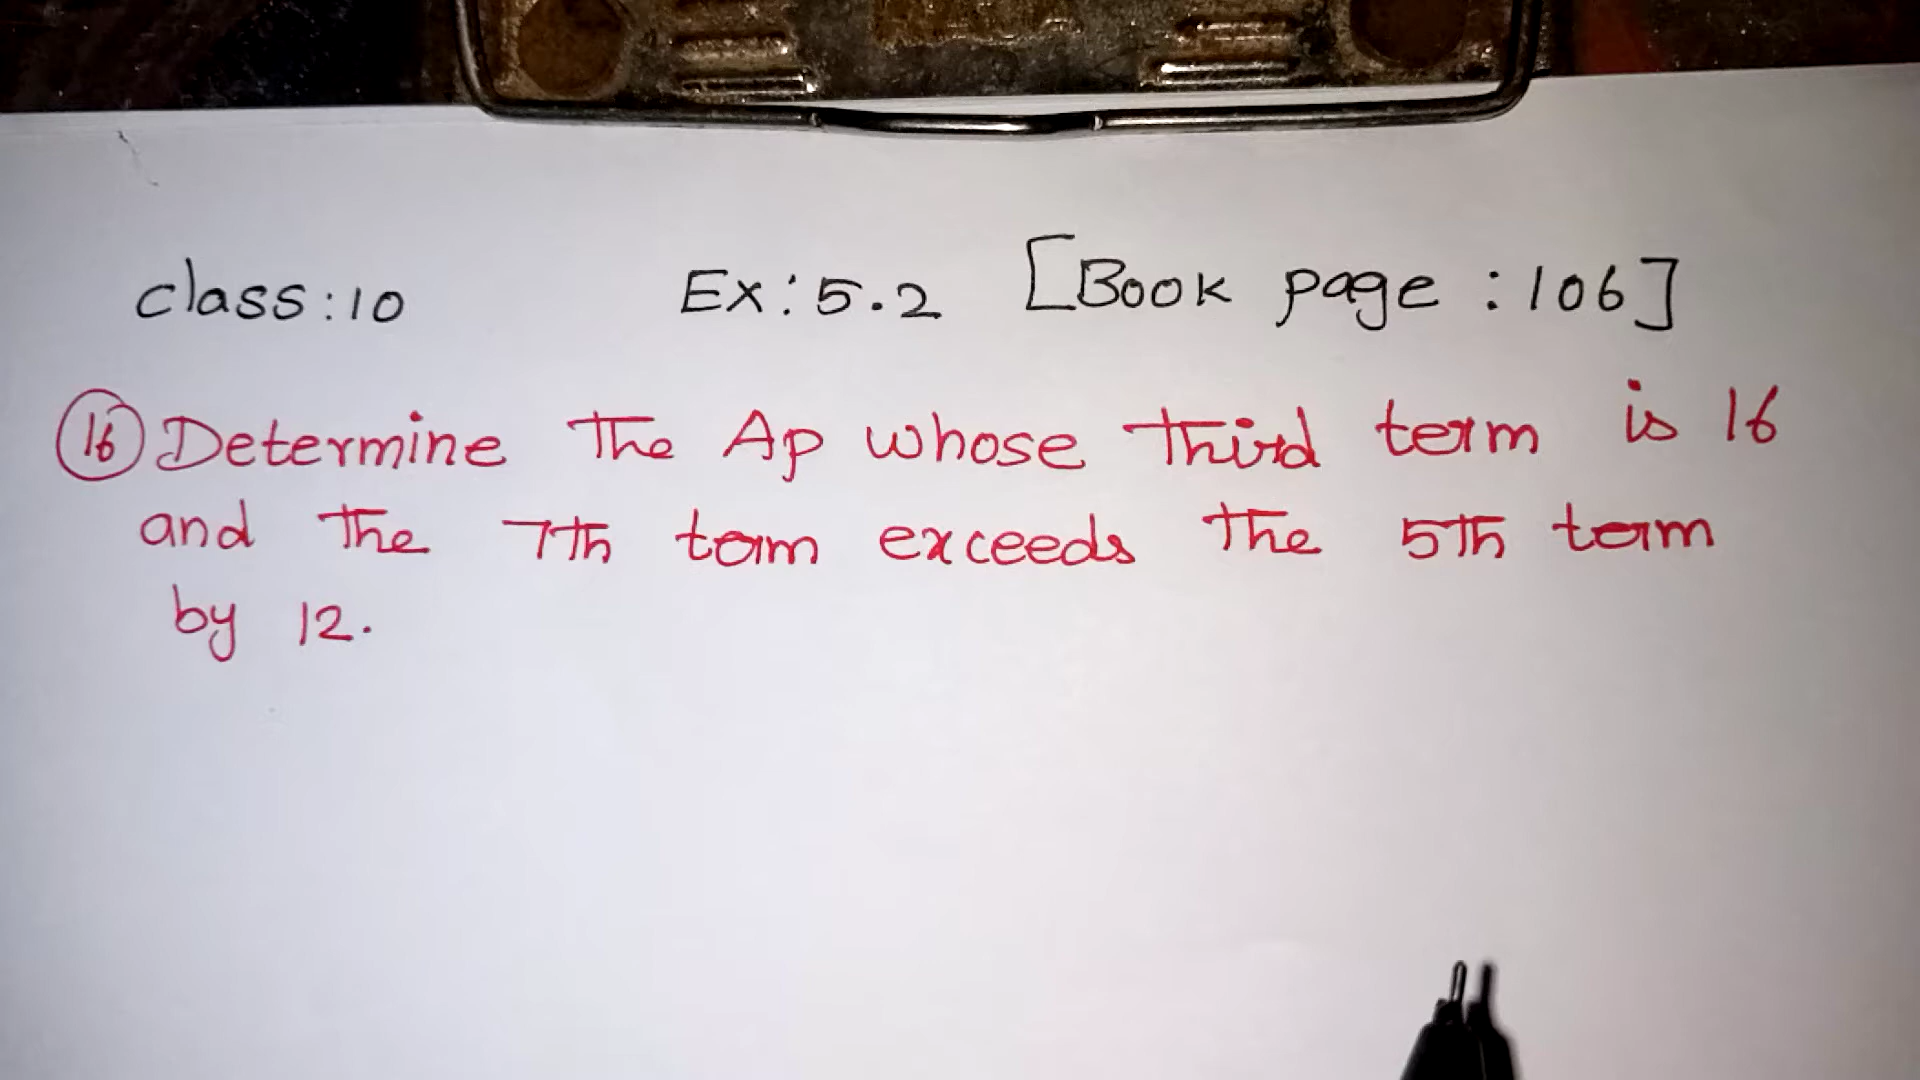 class:10 Ex:5.2 [Book page:106]
16 Determine the Ap whose third term is 16
and the 7th term exceeds the 5th term
by 12.